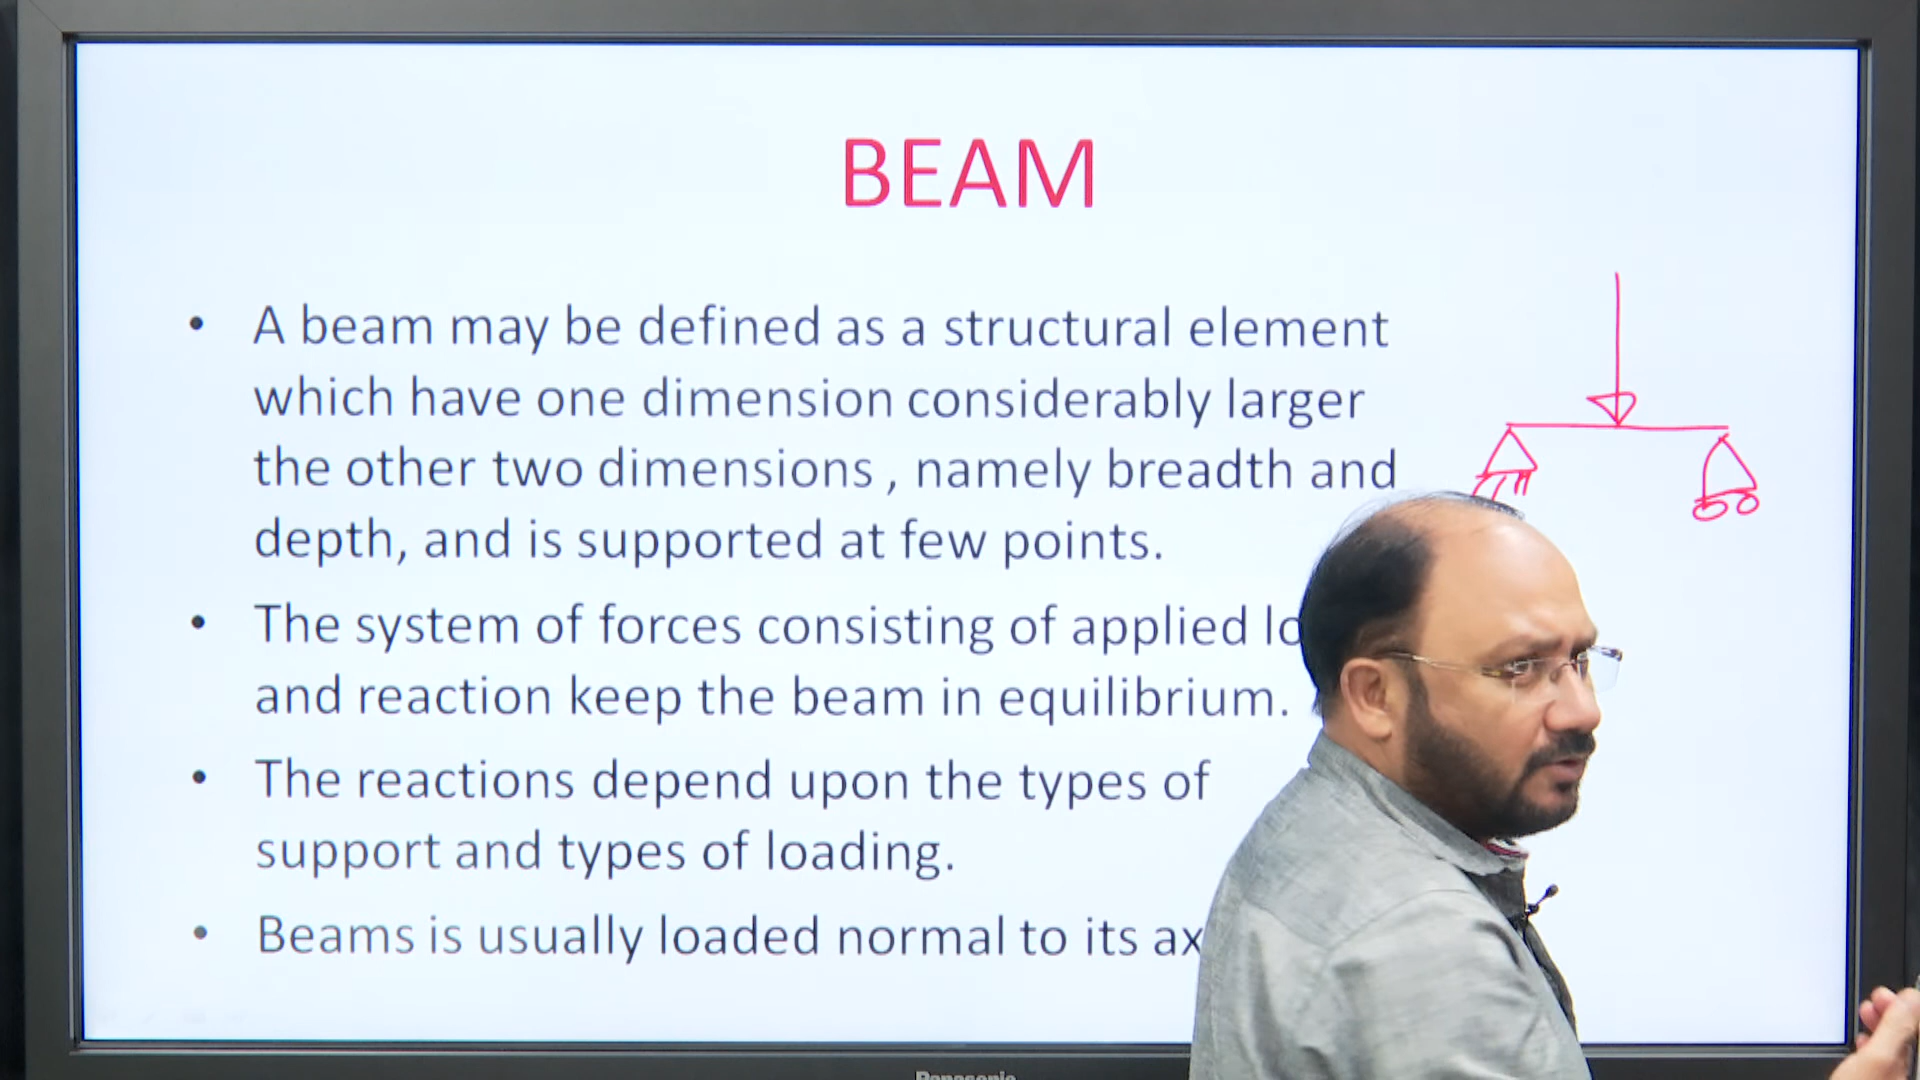 BEAM
• A beam may be defined as a structural element
which have one dimension considerably larger
the other two dimensions , namely breadth and
depth, and is supported at few points.
• The system of forces consisting of applied
and reaction keep the beam in equilibrium.
• The reactions depend upon the types of
support and types of loading.
• Beams is usually loaded normal to its
Panasonic